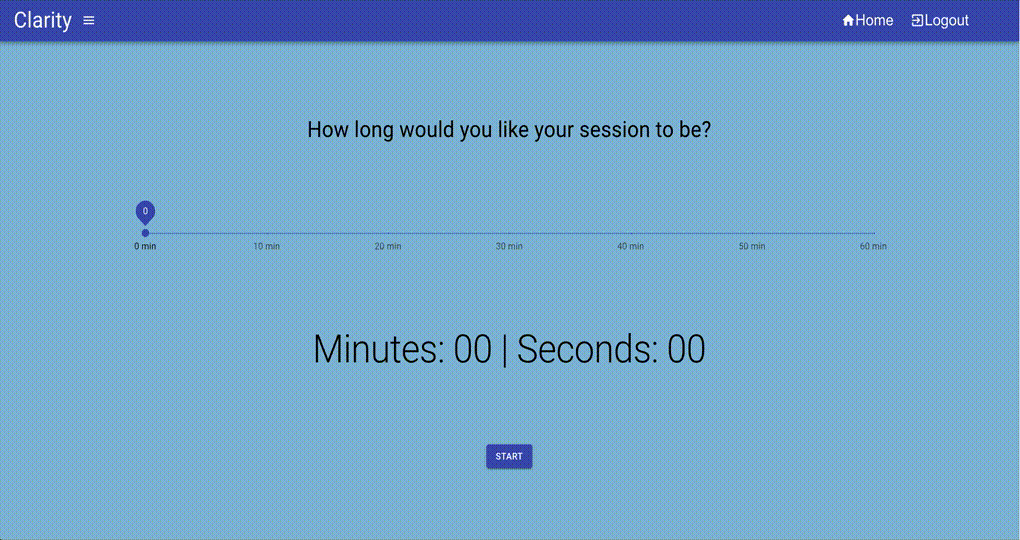 Clarity Home Logout
How long would you like your session to be?
0
0 min 10 min 20 min 30 min 40 min 50 min 60 min
Minutes: 00 | Seconds: 00
START